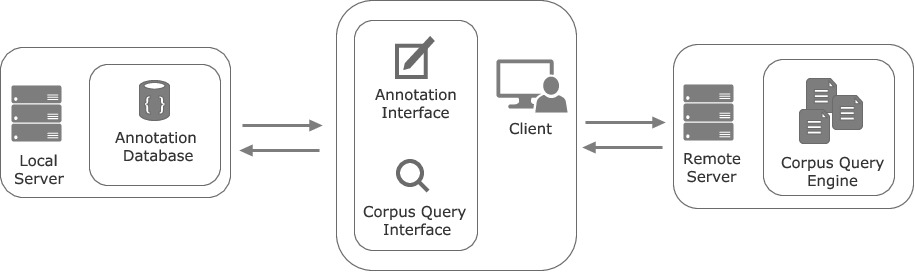 Local
Server
Annotation
Database
Annotation
Interface
Corpus Query
Interface
Client
Remote
Server
Corpus Query
Engine